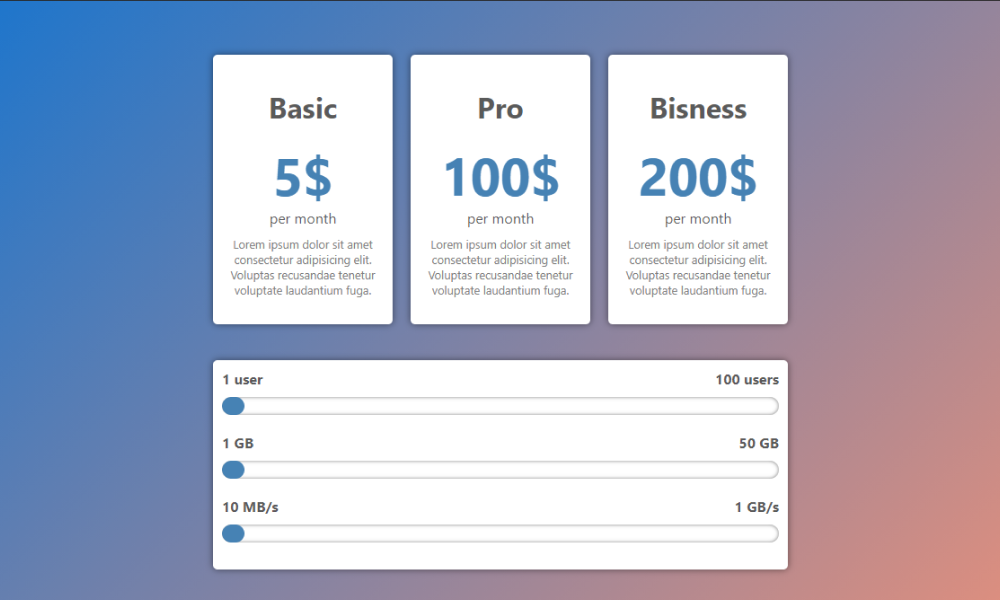 Basic
5$
per month
Lorem ipsum dolor sit amet
consectetur adipisicing elit.
Voluptas recusandae tenetur
voluptate laudantium fuga.
Pro
100$
per month
Lorem ipsum dolor sit amet
consectetur adipisicing elit.
Voluptas recusandae tenetur
voluptate laudantium fuga.
Bisness
200$
per month
Lorem ipsum dolor sit amet
consectetur adipisicing elit.
Voluptas recusandae tenetur
voluptate laudantium fuga.
1 user 100 users
1 GB 50 GB
10 MB/s 1 GB/s